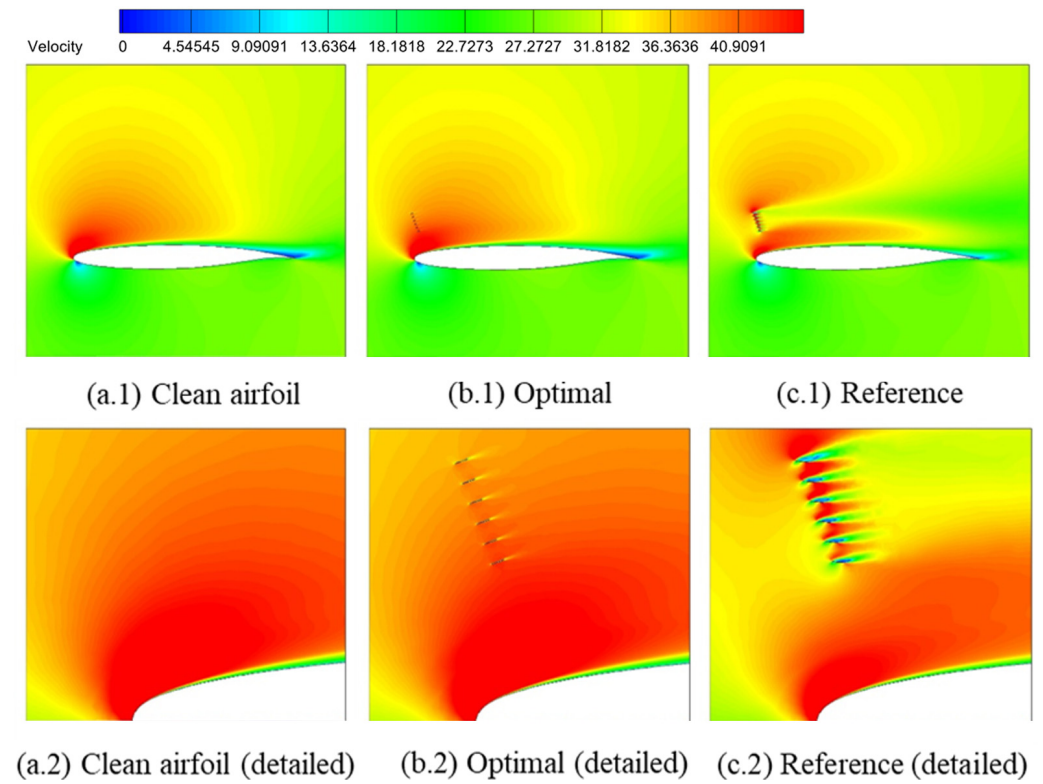 Velocity 0 4.54545 9.09091 13.6364 18.1818 22.7273 27.2727 31.8182 36.3636 40.9091
(a.1) Clean airfoil (b.1) Optimal (c.1) Reference
(a.2) Clean airfoil (detailed) (b.2) Optimal (detailed) (c.2) Reference (detailed)